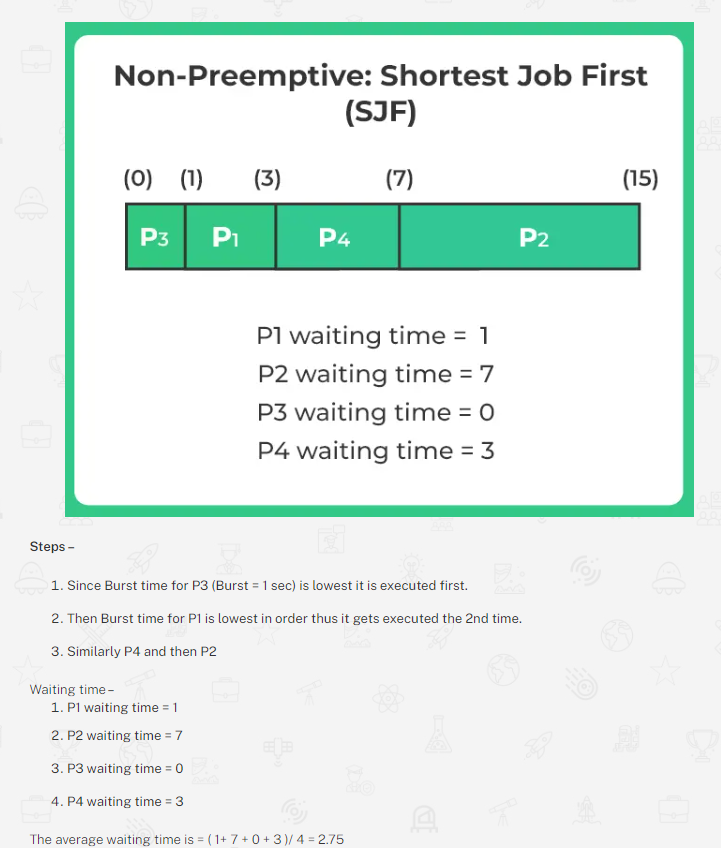 Non-Preemptive: Shortest Job First
(SJF)
(0) (1) (3) (7) (15)
P3 P1 P4 P2
P1 waiting time = 1
P2 waiting time = 7
P3 waiting time = 0
P4 waiting time = 3
Steps –
1. Since Burst time for P3 (Burst = 1 sec) is lowest it is executed first.
2. Then Burst time for P1 is lowest in order thus it gets executed the 2nd time.
3. Similarly P4 and then P2
Waiting time –
1. P1 waiting time = 1
2. P2 waiting time = 7
3. P3 waiting time = 0
4. P4 waiting time = 3
The average waiting time is = ( 1+ 7 + 0 + 3 )/ 4 = 2.75